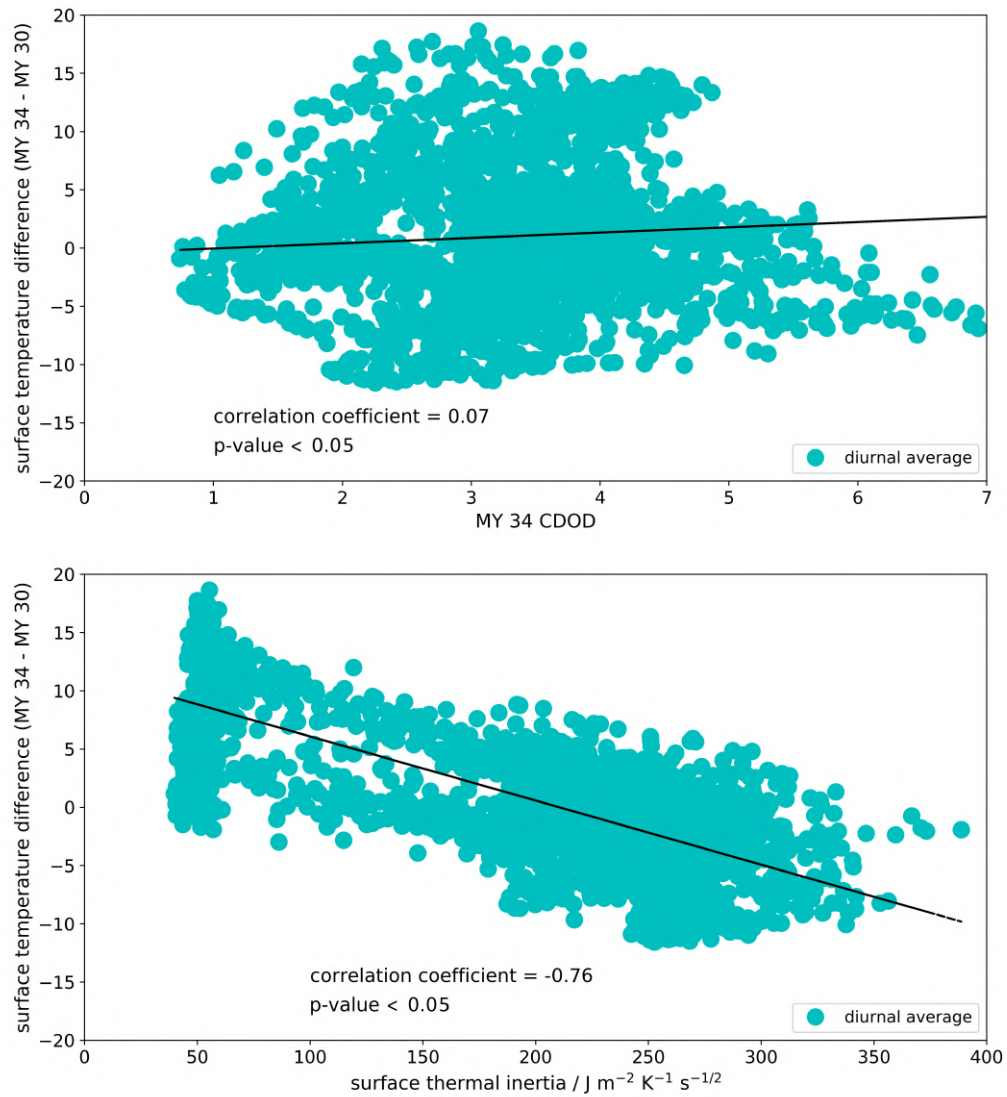 20
15
10
5
0
−5
−10
−15
−20
surface temperature difference (MY 34 - MY 30)
correlation coefficient = 0.07
p-value < 0.05
diurnal average
0 1 2 3 4 5 6 7
MY 34 CDOD
20
15
10
5
0
−5
−10
−15
−20
surface temperature difference (MY 34 - MY 30)
correlation coefficient = -0.76
p-value < 0.05
diurnal average
0 50 100 150 200 250 300 350 400
surface thermal inertia / J m⁻² K⁻¹ s⁻¹ᐟ²